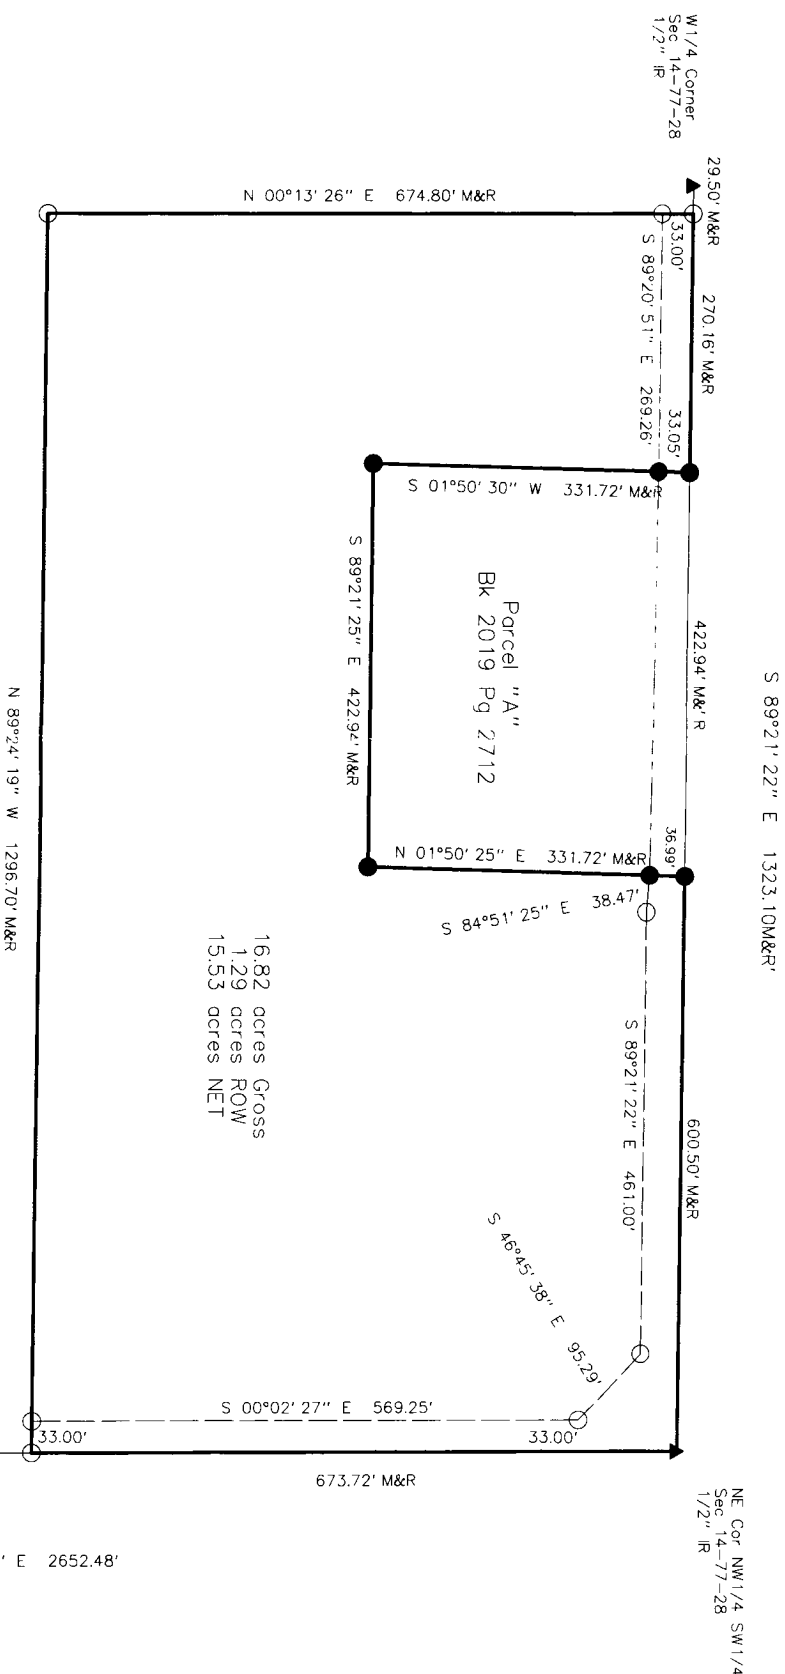 W1/4 Corner
Sec 14-77-28
1/2" IR
29.50' M&R
N 00°13' 26" E 674.80' M&R
33.00'
S 89°20' 51" E 269.26'
270.16' M&R
33.05'
S 01°50' 30" W 331.72' M&R
S 89°21' 25" E 422.94' M&R
Parcel "A"
Bk 2019 Pg 2712
422.94' M&' R
S 89°21' 22" E 1323.10M&R'
36.99'
N 01°50' 25" E 331.72' M&R
S 84°51' 25" E 38.47'
N 89°24' 19" W 1296.70' M&R
16.82 acres Gross
1.29 acres ROW
15.53 acres NET
S 89°21' 22" E 461.00'
600.50' M&R
S 46°45' 38" E 95.29'
S 00°02' 27" E 569.25'
33.00'
33.00'
673.72' M&R
NE Cor NW1/4 SW1/4
Sec 14-77-28
1/2" IR
' E 2652.48'